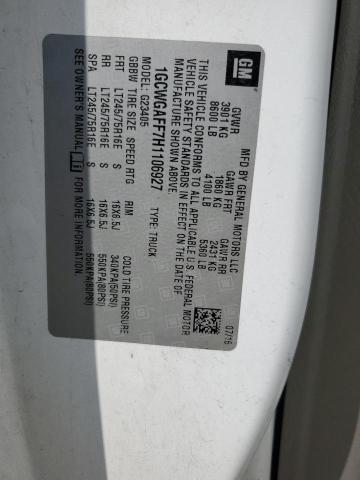 GM
MFD BY GENERAL MOTORS LLC 07/16
GVWR GAWR FRT GAWR RR
3901 KG 1860 KG 2431 KG
8600 LB 4100 LB 5360 LB
THIS VEHICLE CONFORMS TO ALL APPLICABLE U.S. FEDERAL MOTOR
VEHICLE SAFETY STANDARDS IN EFFECT ON THE DATE OF
MANUFACTURE SHOWN ABOVE.
1GCWGAFF7H1106927 TYPE: TRUCK
MODEL: G23405
GBBW TIRE SIZE SPEED RTG RIM COLD TIRE PRESSURE
FRT LT245/75R16E S 16X6.5J 340KPA(50PSI)
RR LT245/75R16E S 16X6.5J 550KPA(80PSI)
SPA LT245/75R16E S 16X6.5J 550KPA(80PSI)
SEE OWNER'S MANUAL FOR MORE INFORMATION.